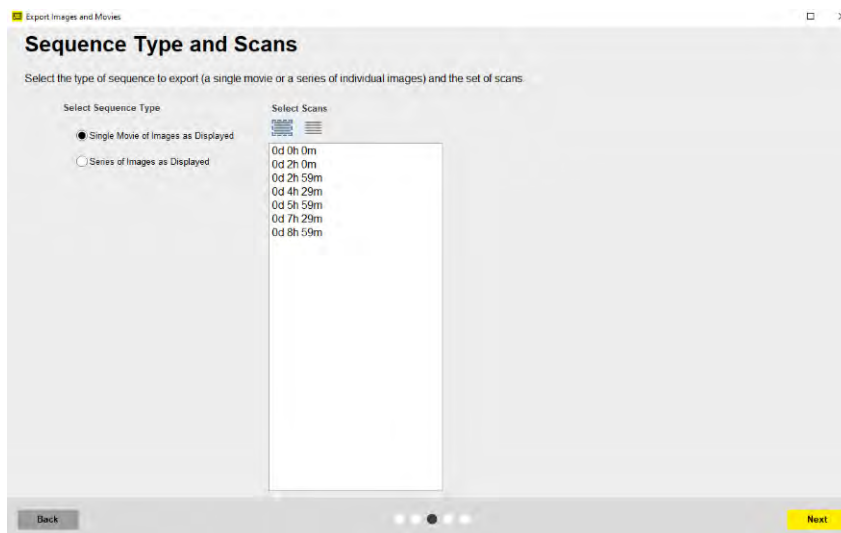 Export Images and Movies
Sequence Type and Scans
Select the type of sequence to export (a single movie or a series of individual images) and the set of scans
Select Sequence Type
Single Movie of Images as Displayed
Series of Images as Displayed
Select Scans
0d 0h 0m
0d 2h 0m
0d 2h 59m
0d 4h 29m
0d 5h 59m
0d 7h 29m
0d 8h 59m
Back
Next